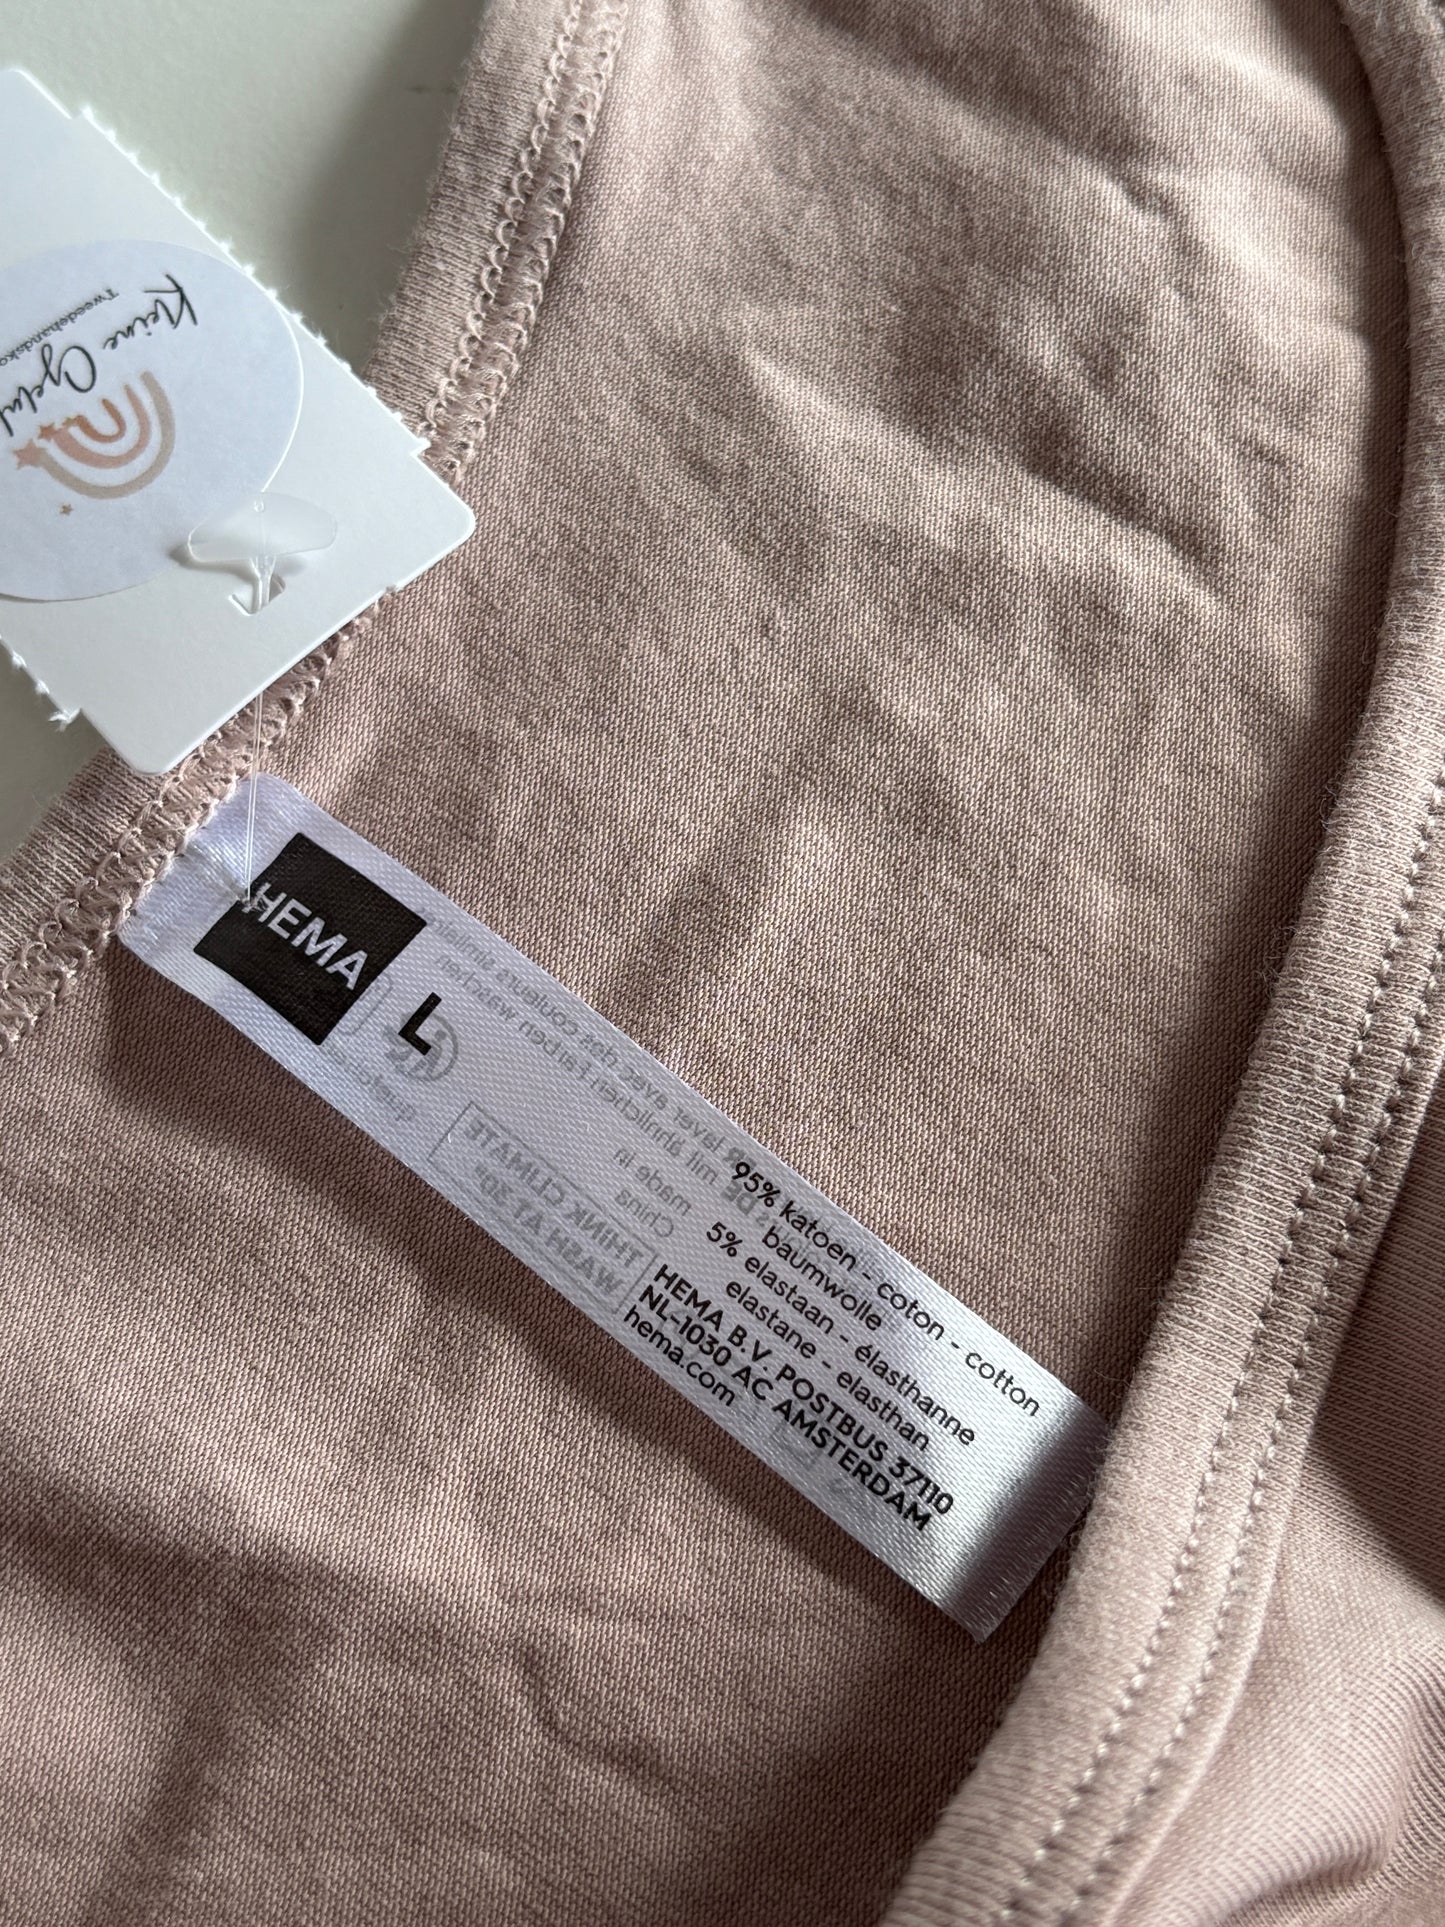 Kleine
HEMA
L
95% katoen - coton - cotton
baumwolle
5% elastaan - élasthanne
elastane - elasthan
HEMA B.V. POSTBUS 37110
NL-1030 AC AMSTERDAM
hema.com
made in
China
THINK CLIMATE
WASH AT 30°
laver avec des couleurs similaires
mit ähnlichen Farben waschen